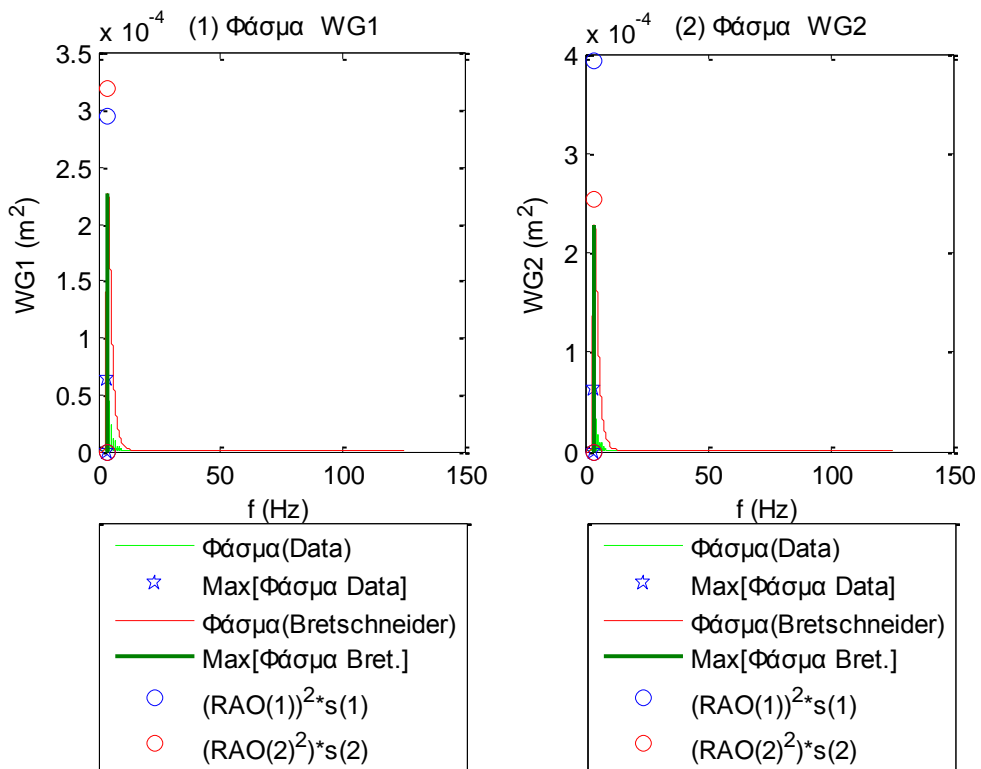 x 10^-4
(1) Φάσμα WG1
3.5
3
2.5
2
1.5
1
0.5
0
WG1 (m^2)
0 50 100 150
f (Hz)
Φάσμα(Data)
Max[Φάσμα Data]
Φάσμα(Bretschneider)
Max[Φάσμα Bret.]
(RAO(1))^2*s(1)
(RAO(2)^2)*s(2)
x 10^-4
(2) Φάσμα WG2
4
3
2
1
0
WG2 (m^2)
0 50 100 150
f (Hz)
Φάσμα(Data)
Max[Φάσμα Data]
Φάσμα(Bretschneider)
Max[Φάσμα Bret.]
(RAO(1))^2*s(1)
(RAO(2)^2)*s(2)